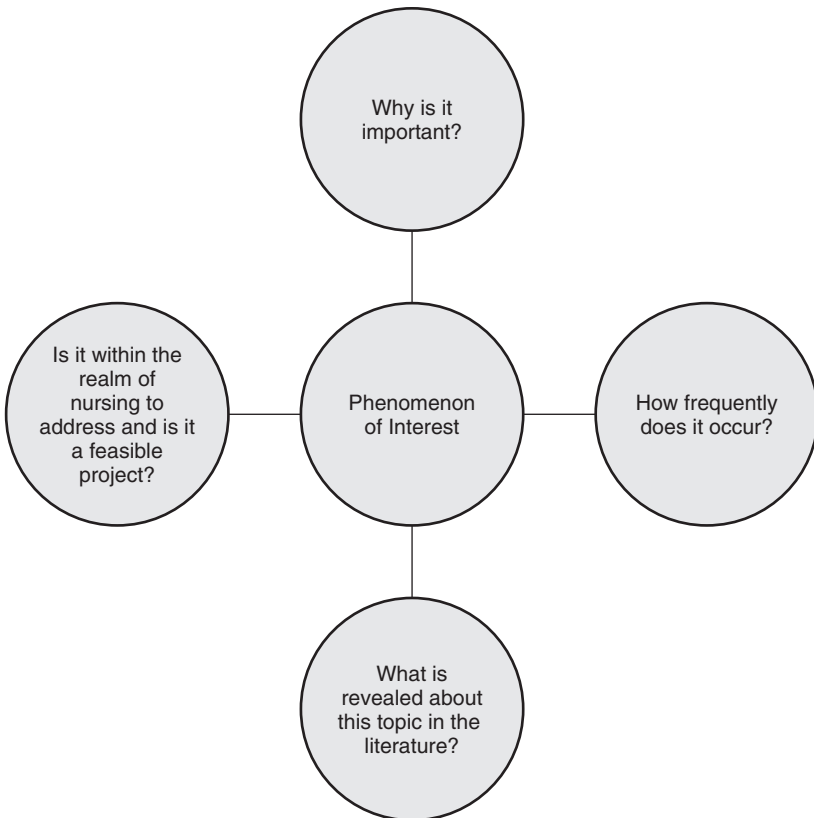 Why is it
important?
Is it within the
realm of
nursing to
address and is it
a feasible
project?
Phenomenon
of Interest
How frequently
does it occur?
What is
revealed about
this topic in the
literature?